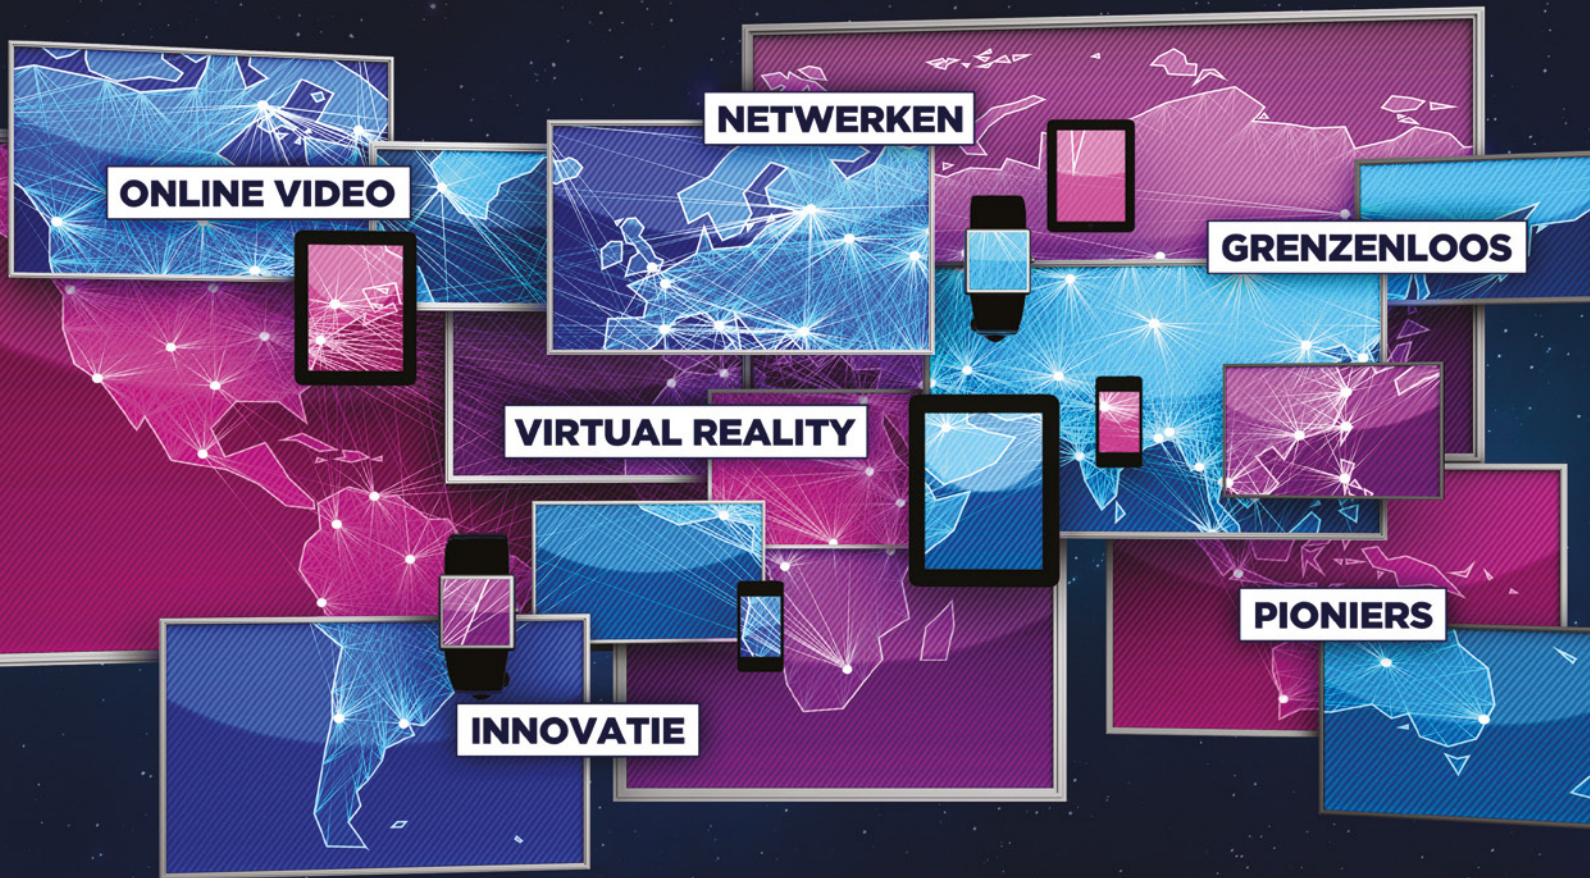 NETWERKEN
ONLINE VIDEO
GRENZENLOOS
VIRTUAL REALITY
PIONIERS
INNOVATIE